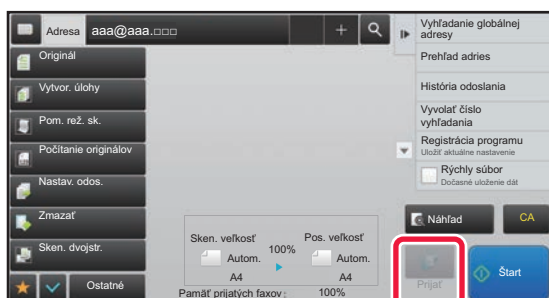 Adresa aaa@aaa.□□□ +
Originál
Vytvor. úlohy
Pom. rež. sk.
Počítanie originálov
Nastav. odos.
Zmazať
Sken. dvojstr.
Ostatné
Sken. veľkosť
100%
Pos. veľkosť
Autom.
A4
Autom.
A4
Pamäť prijatých faxov : 100%
Vyhľadanie globálnej
adresy
Prehľad adries
História odoslania
Vyvolať číslo
vyhľadania
Registrácia programu
Uložiť aktuálne nastavenie
Rýchly súbor
Dočasné uloženie dát
Náhľad
CA
Prijať
Štart